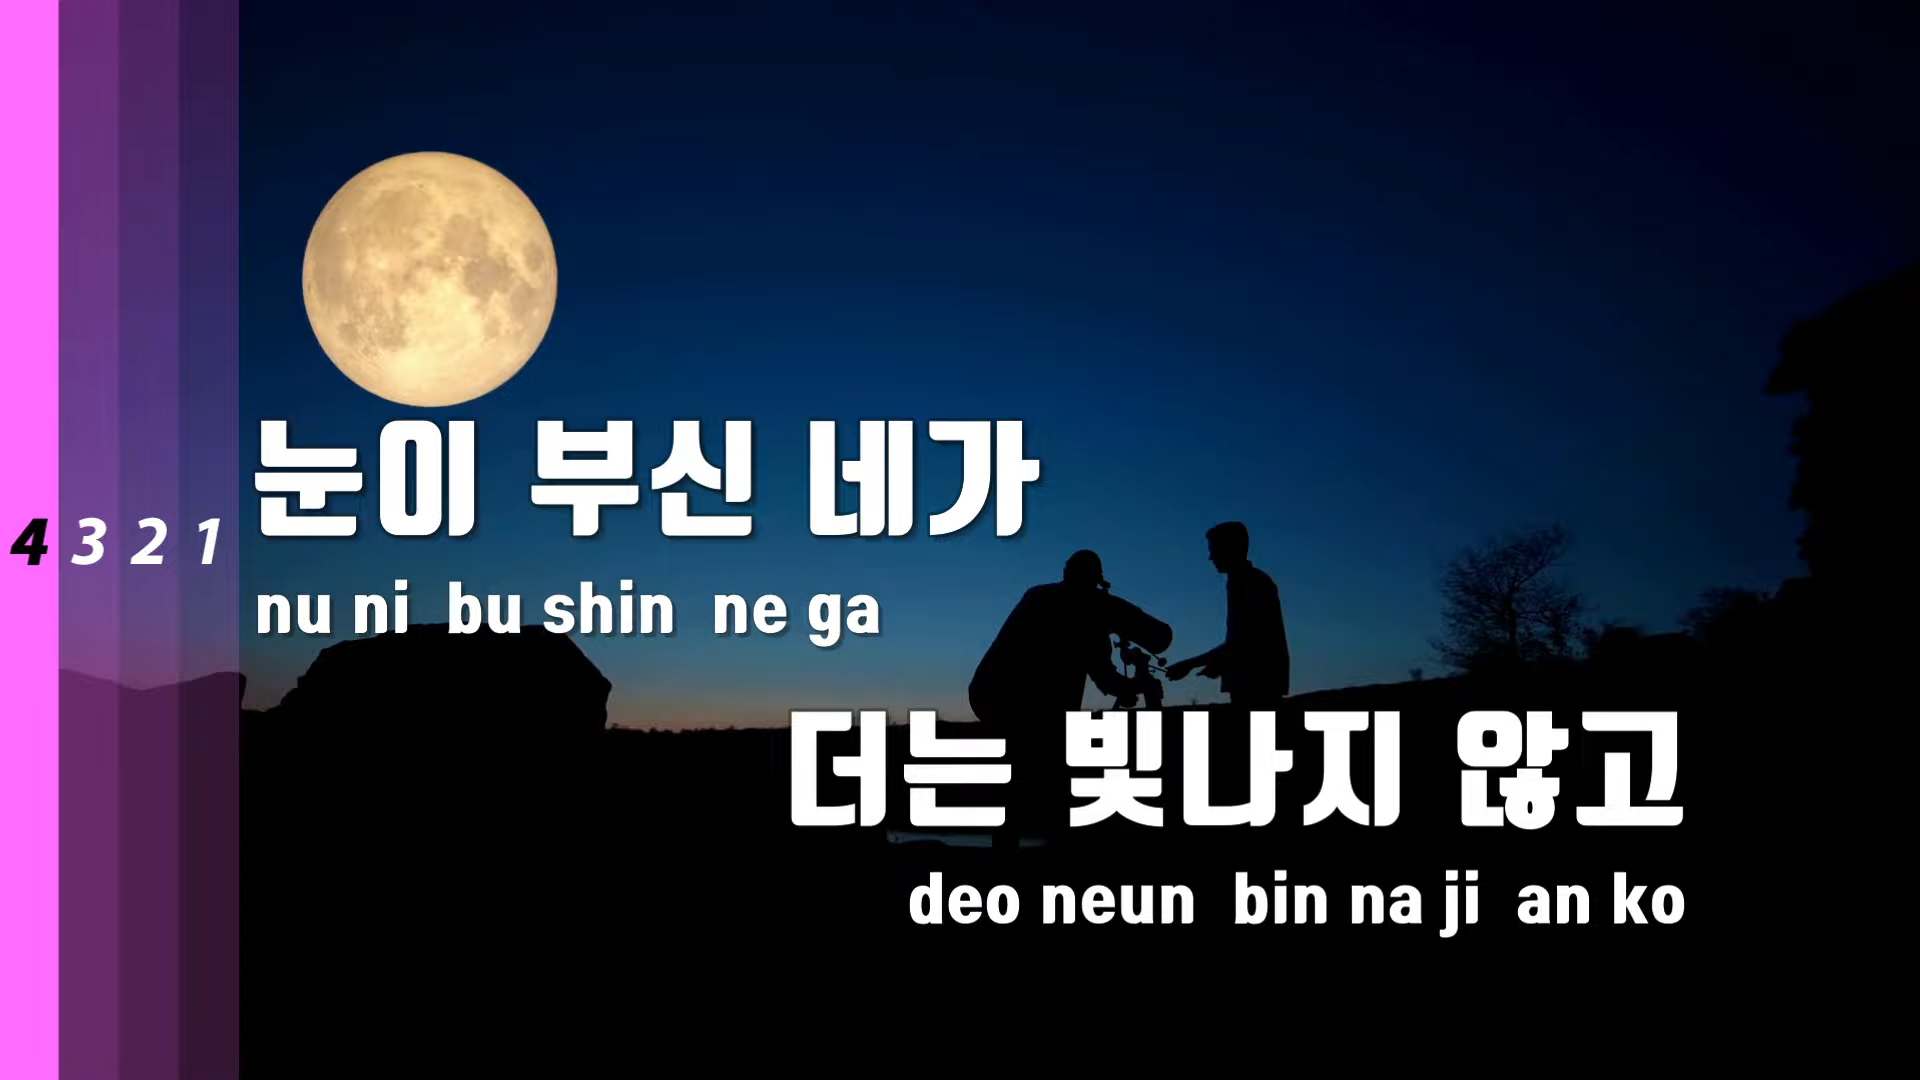 눈이 부신 네가
4 3 2 1
nu ni bu shin ne ga
더는 빛나지 않고
deo neun bin na ji an ko